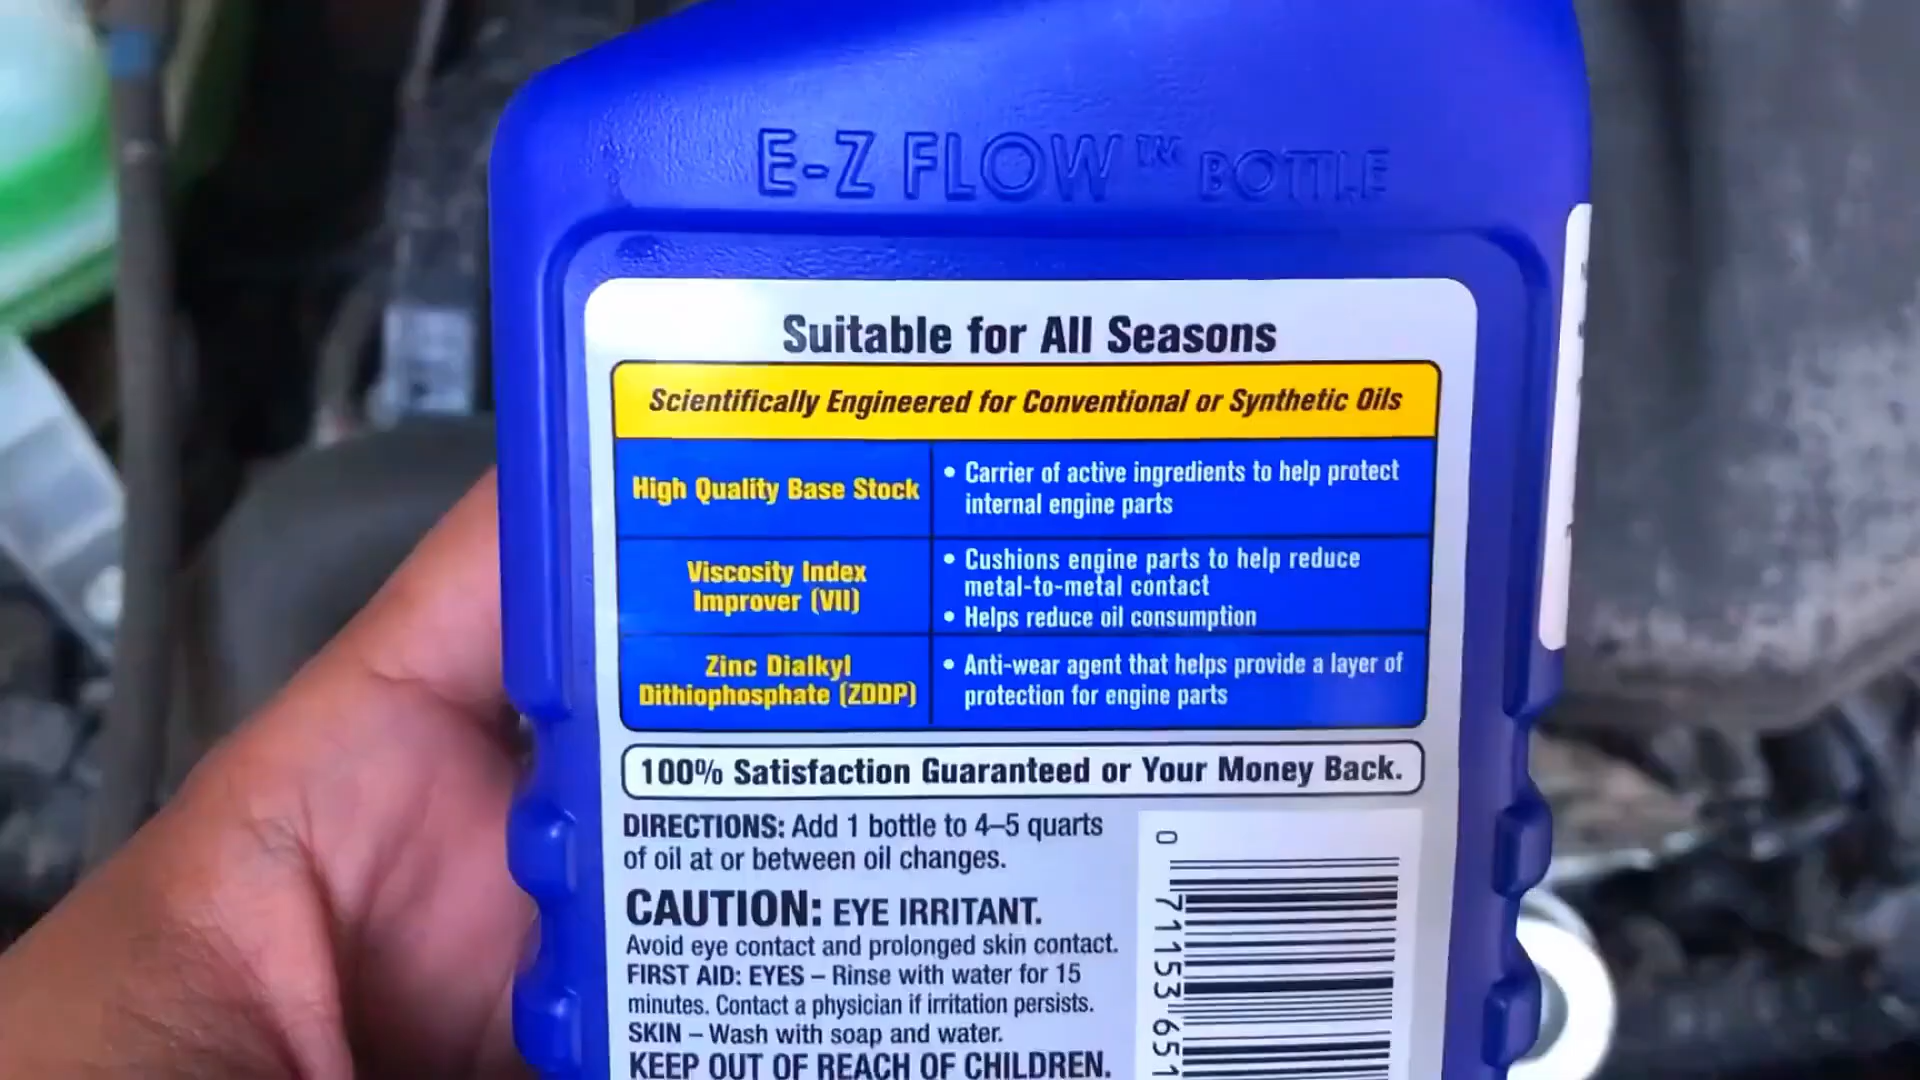 E-Z FLOW™ BOTTLE
Suitable for All Seasons
Scientifically Engineered for Conventional or Synthetic Oils
High Quality Base Stock
• Carrier of active ingredients to help protect
internal engine parts
Viscosity Index
Improver (VII)
• Cushions engine parts to help reduce
metal-to-metal contact
• Helps reduce oil consumption
Zinc Dialkyl
Dithiophosphate (ZDDP)
• Anti-wear agent that helps provide a layer of
protection for engine parts
100% Satisfaction Guaranteed or Your Money Back.
DIRECTIONS: Add 1 bottle to 4–5 quarts
of oil at or between oil changes.
CAUTION: EYE IRRITANT.
Avoid eye contact and prolonged skin contact.
FIRST AID: EYES – Rinse with water for 15
minutes. Contact a physician if irritation persists.
SKIN – Wash with soap and water.
KEEP OUT OF REACH OF CHILDREN.
0 71153 651